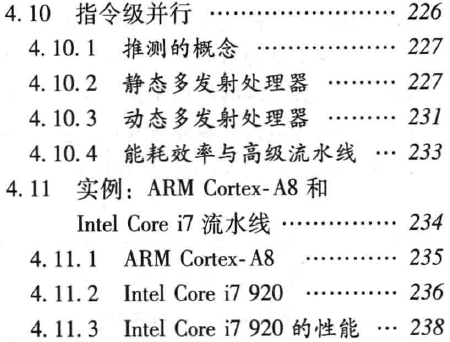 4.10 指令级并行 ………………… 226
4.10.1 推测的概念 ……………… 227
4.10.2 静态多发射处理器 ……… 227
4.10.3 动态多发射处理器 ……… 231
4.10.4 能耗效率与高级流水线 … 233
4.11 实例：ARM Cortex-A8 和
Intel Core i7 流水线 …………… 234
4.11.1 ARM Cortex-A8 ………… 235
4.11.2 Intel Core i7 920 ………… 236
4.11.3 Intel Core i7 920 的性能 … 238